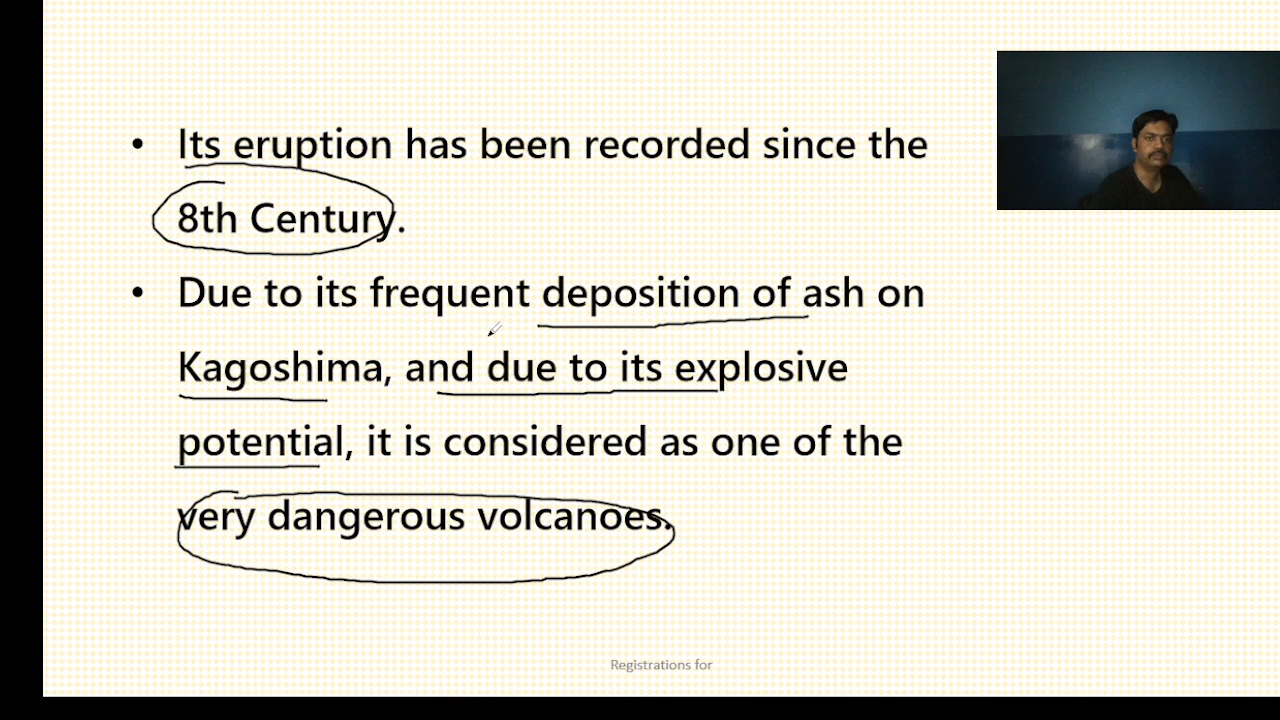 • Its eruption has been recorded since the
8th Century.
• Due to its frequent deposition of ash on
Kagoshima, and due to its explosive
potential, it is considered as one of the
very dangerous volcanoes.
Registrations for